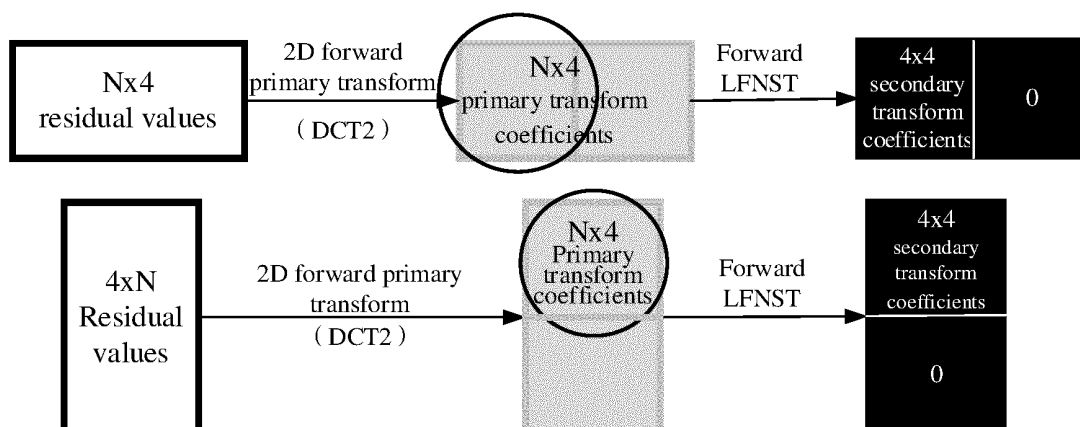 Nx4
residual values
2D forward
primary transform
( DCT2 )
Nx4
primary transform
coefficients
Forward
LFNST
4x4
secondary
transform
coefficients
0
4xN
Residual
values
2D forward primary
transform
( DCT2 )
Nx4
Primary
transform
coefficients
Forward
LFNST
4x4
secondary
transform
coefficients
0